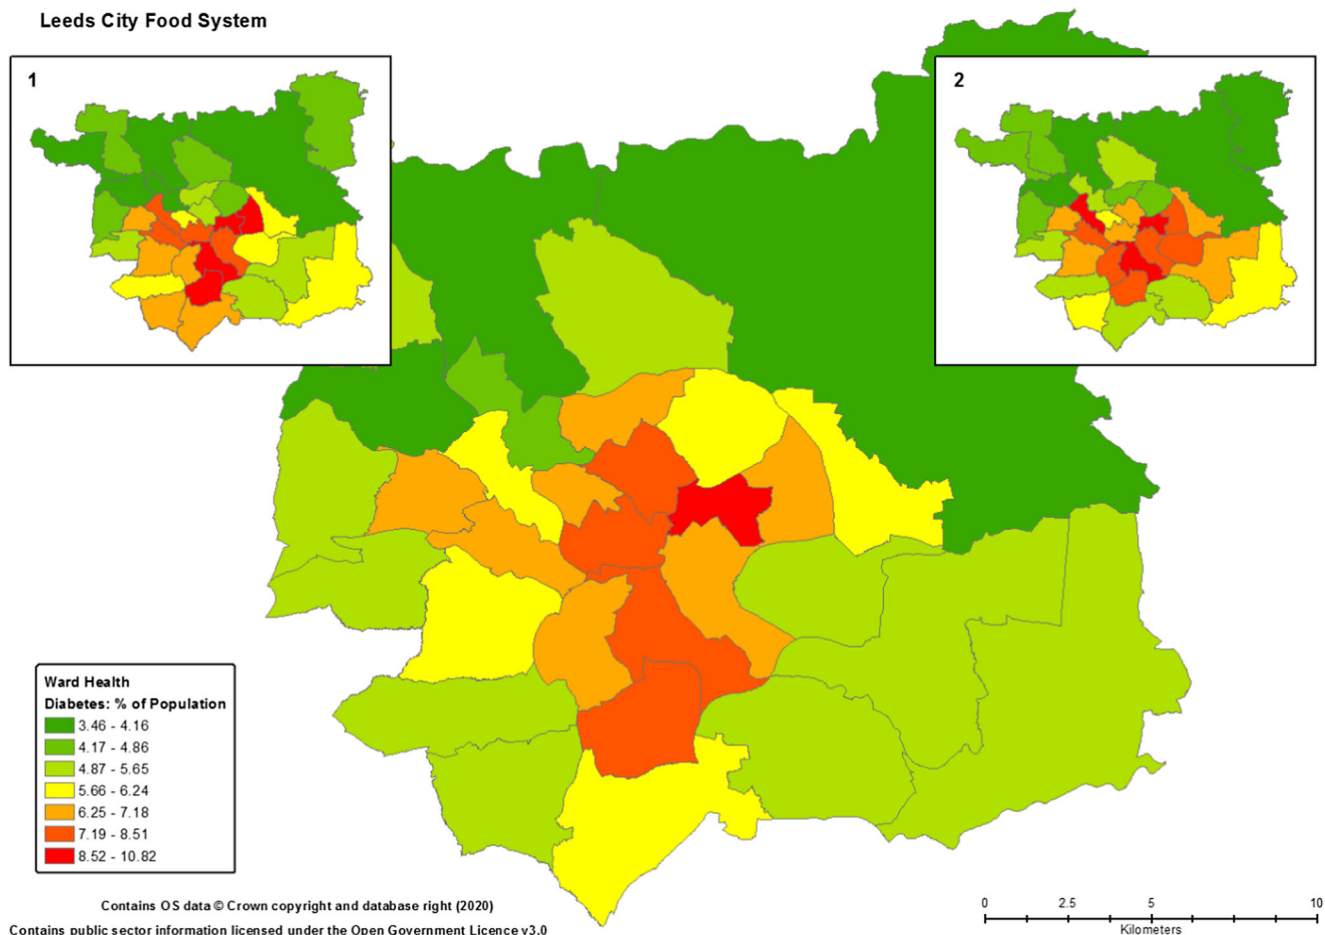 Leeds City Food System
1
2
Ward Health
Diabetes: % of Population
3.46 - 4.16
4.17 - 4.86
4.87 - 5.65
5.66 - 6.24
6.25 - 7.18
7.19 - 8.51
8.52 - 10.82
Contains OS data © Crown copyright and database right (2020)
Contains public sector information licensed under the Open Government Licence v3.0
0 2.5 5 10
Kilometers